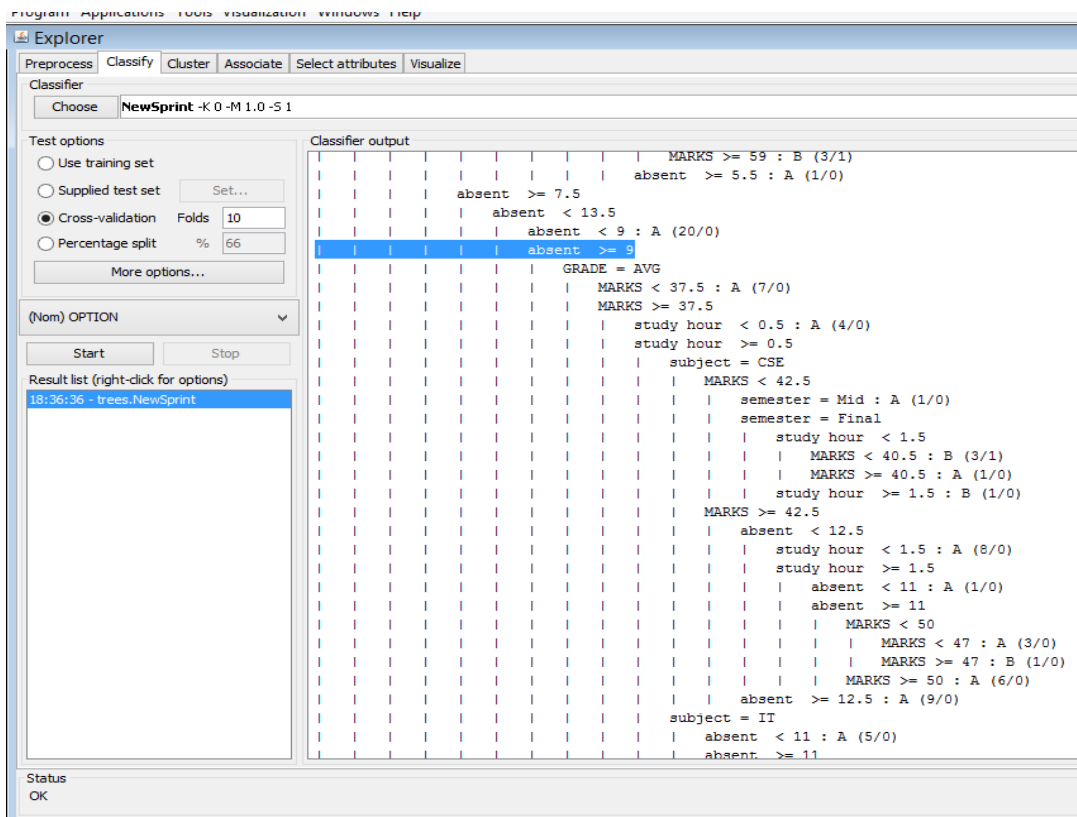 Program Applications Tools Visualization Windows Help
Explorer
Preprocess Classify Cluster Associate Select attributes Visualize
Classifier
Choose NewSprint -K 0 -M 1.0 -S 1
Test options
Use training set
Supplied test set Set...
Cross-validation Folds 10
Percentage split % 66
More options...
(Nom) OPTION
Start Stop
Result list (right-click for options)
18:36:36 - trees.NewSprint
Classifier output
| | | | | | | | | | MARKS >= 59 : B (3/1)
| | | | | | | | | absent >= 5.5 : A (1/0)
| | | | absent >= 7.5
| | | | | absent < 13.5
| | | | | | absent < 9 : A (20/0)
| | | | | | absent >= 9
| | | | | | | GRADE = AVG
| | | | | | | | MARKS < 37.5 : A (7/0)
| | | | | | | | MARKS >= 37.5
| | | | | | | | | study hour < 0.5 : A (4/0)
| | | | | | | | | study hour >= 0.5
| | | | | | | | | | subject = CSE
| | | | | | | | | | | MARKS < 42.5
| | | | | | | | | | | | semester = Mid : A (1/0)
| | | | | | | | | | | | semester = Final
| | | | | | | | | | | | | study hour < 1.5
| | | | | | | | | | | | | | MARKS < 40.5 : B (3/1)
| | | | | | | | | | | | | | MARKS >= 40.5 : A (1/0)
| | | | | | | | | | | | | study hour >= 1.5 : B (1/0)
| | | | | | | | | | | MARKS >= 42.5
| | | | | | | | | | | | absent < 12.5
| | | | | | | | | | | | | study hour < 1.5 : A (8/0)
| | | | | | | | | | | | | study hour >= 1.5
| | | | | | | | | | | | | | absent < 11 : A (1/0)
| | | | | | | | | | | | | | absent >= 11
| | | | | | | | | | | | | | | MARKS < 50
| | | | | | | | | | | | | | | | MARKS < 47 : A (3/0)
| | | | | | | | | | | | | | | | MARKS >= 47 : B (1/0)
| | | | | | | | | | | | | | | MARKS >= 50 : A (6/0)
| | | | | | | | | | | | absent >= 12.5 : A (9/0)
| | | | | | | | | | subject = IT
| | | | | | | | | | | absent < 11 : A (5/0)
| | | | | | | | | | | absent >= 11
Status
OK